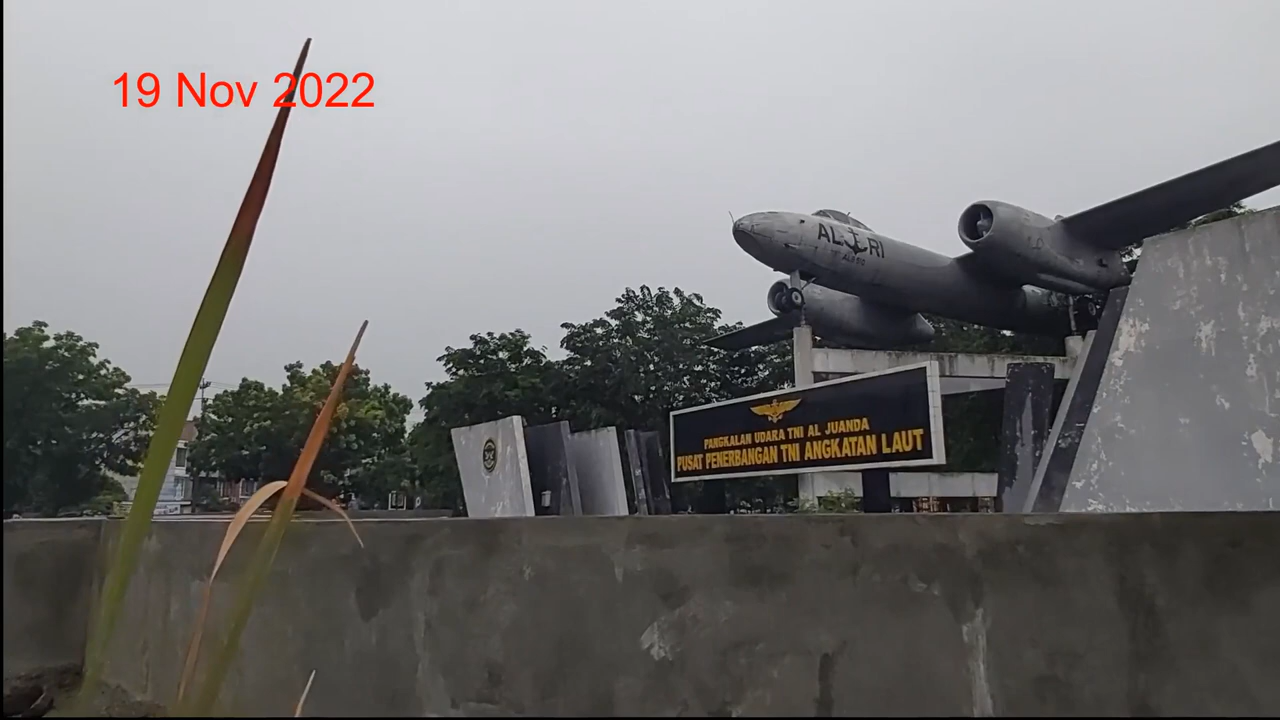 19 Nov 2022
AL RI
PANGKALAN UDARA TNI AL JUANDA
PUSAT PENERBANGAN TNI ANGKATAN LAUT